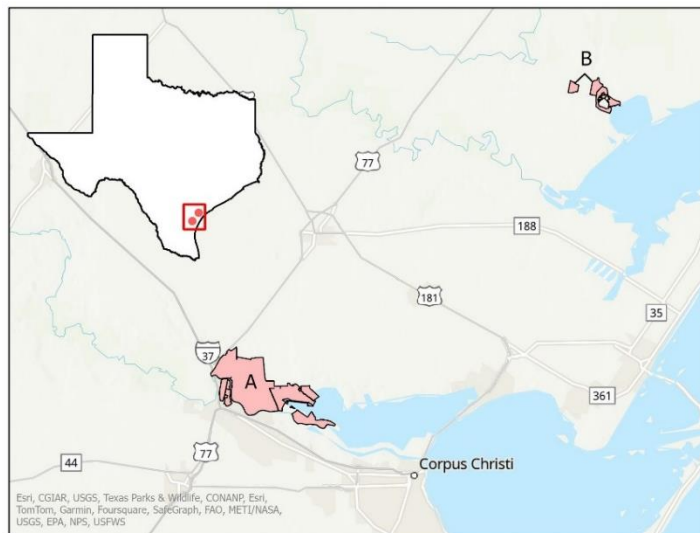 B
77
188
181
35
37
A
361
77
44
Corpus Christi
Esri, CGIAR, USGS, Texas Parks & Wildlife, CONANP, Esri,
TomTom, Garmin, Foursquare, SafeGraph, FAO, METI/NASA,
USGS, EPA, NPS, USFWS